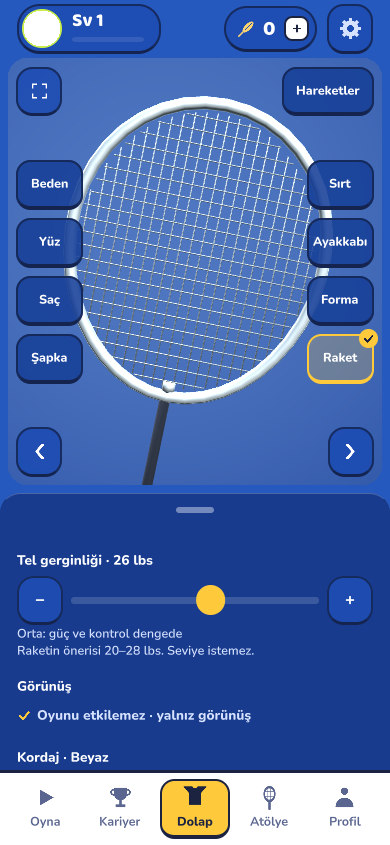 Sv 1
0
+
Hareketler
Beden
Sırt
Yüz
Ayakkabı
Saç
Forma
Şapka
Raket
Tel gerginliği · 26 lbs
−
+
Orta: güç ve kontrol dengede
Raketin önerisi 20–28 lbs. Seviye istemez.
Görünüş
Oyunu etkilemez · yalnız görünüş
Kordaj · Beyaz
Oyna
Kariyer
Dolap
Atölye
Profil